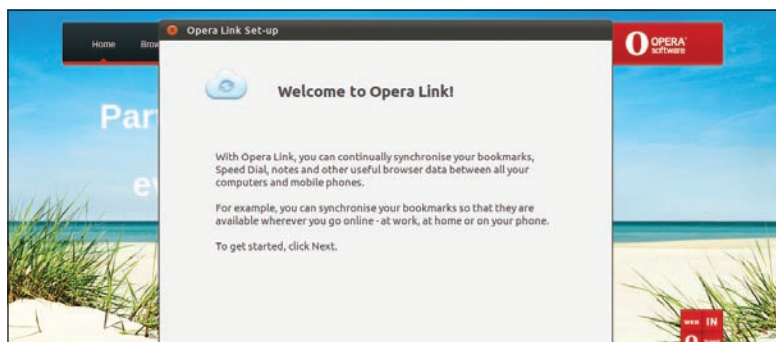 Opera Link Set-up
Home
OPERA
software
Welcome to Opera Link!
With Opera Link, you can continually synchronise your bookmarks,
Speed Dial, notes and other useful browser data between all your
computers and mobile phones.
For example, you can synchronise your bookmarks so that they are
available wherever you go online - at work, at home or on your phone.
To get started, click Next.
IN